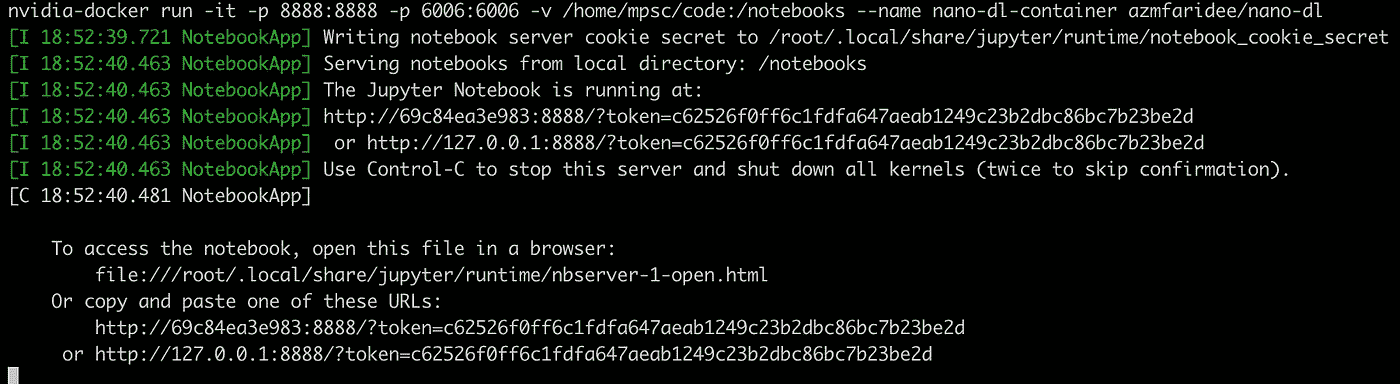 nvidia-docker run -it -p 8888:8888 -p 6006:6006 -v /home/mpsc/code:/notebooks --name nano-dl-container azmfaridee/nano-dl
[I 18:52:39.721 NotebookApp] Writing notebook server cookie secret to /root/.local/share/jupyter/runtime/notebook_cookie_secret
[I 18:52:40.463 NotebookApp] Serving notebooks from local directory: /notebooks
[I 18:52:40.463 NotebookApp] The Jupyter Notebook is running at:
[I 18:52:40.463 NotebookApp] http://69c84ea3e983:8888/?token=c62526f0ff6c1fdfa647aeab1249c23b2dbc86bc7b23be2d
[I 18:52:40.463 NotebookApp]  or http://127.0.0.1:8888/?token=c62526f0ff6c1fdfa647aeab1249c23b2dbc86bc7b23be2d
[I 18:52:40.463 NotebookApp] Use Control-C to stop this server and shut down all kernels (twice to skip confirmation).
[C 18:52:40.481 NotebookApp]
    To access the notebook, open this file in a browser:
        file:///root/.local/share/jupyter/runtime/nbserver-1-open.html
    Or copy and paste one of these URLs:
        http://69c84ea3e983:8888/?token=c62526f0ff6c1fdfa647aeab1249c23b2dbc86bc7b23be2d
     or http://127.0.0.1:8888/?token=c62526f0ff6c1fdfa647aeab1249c23b2dbc86bc7b23be2d